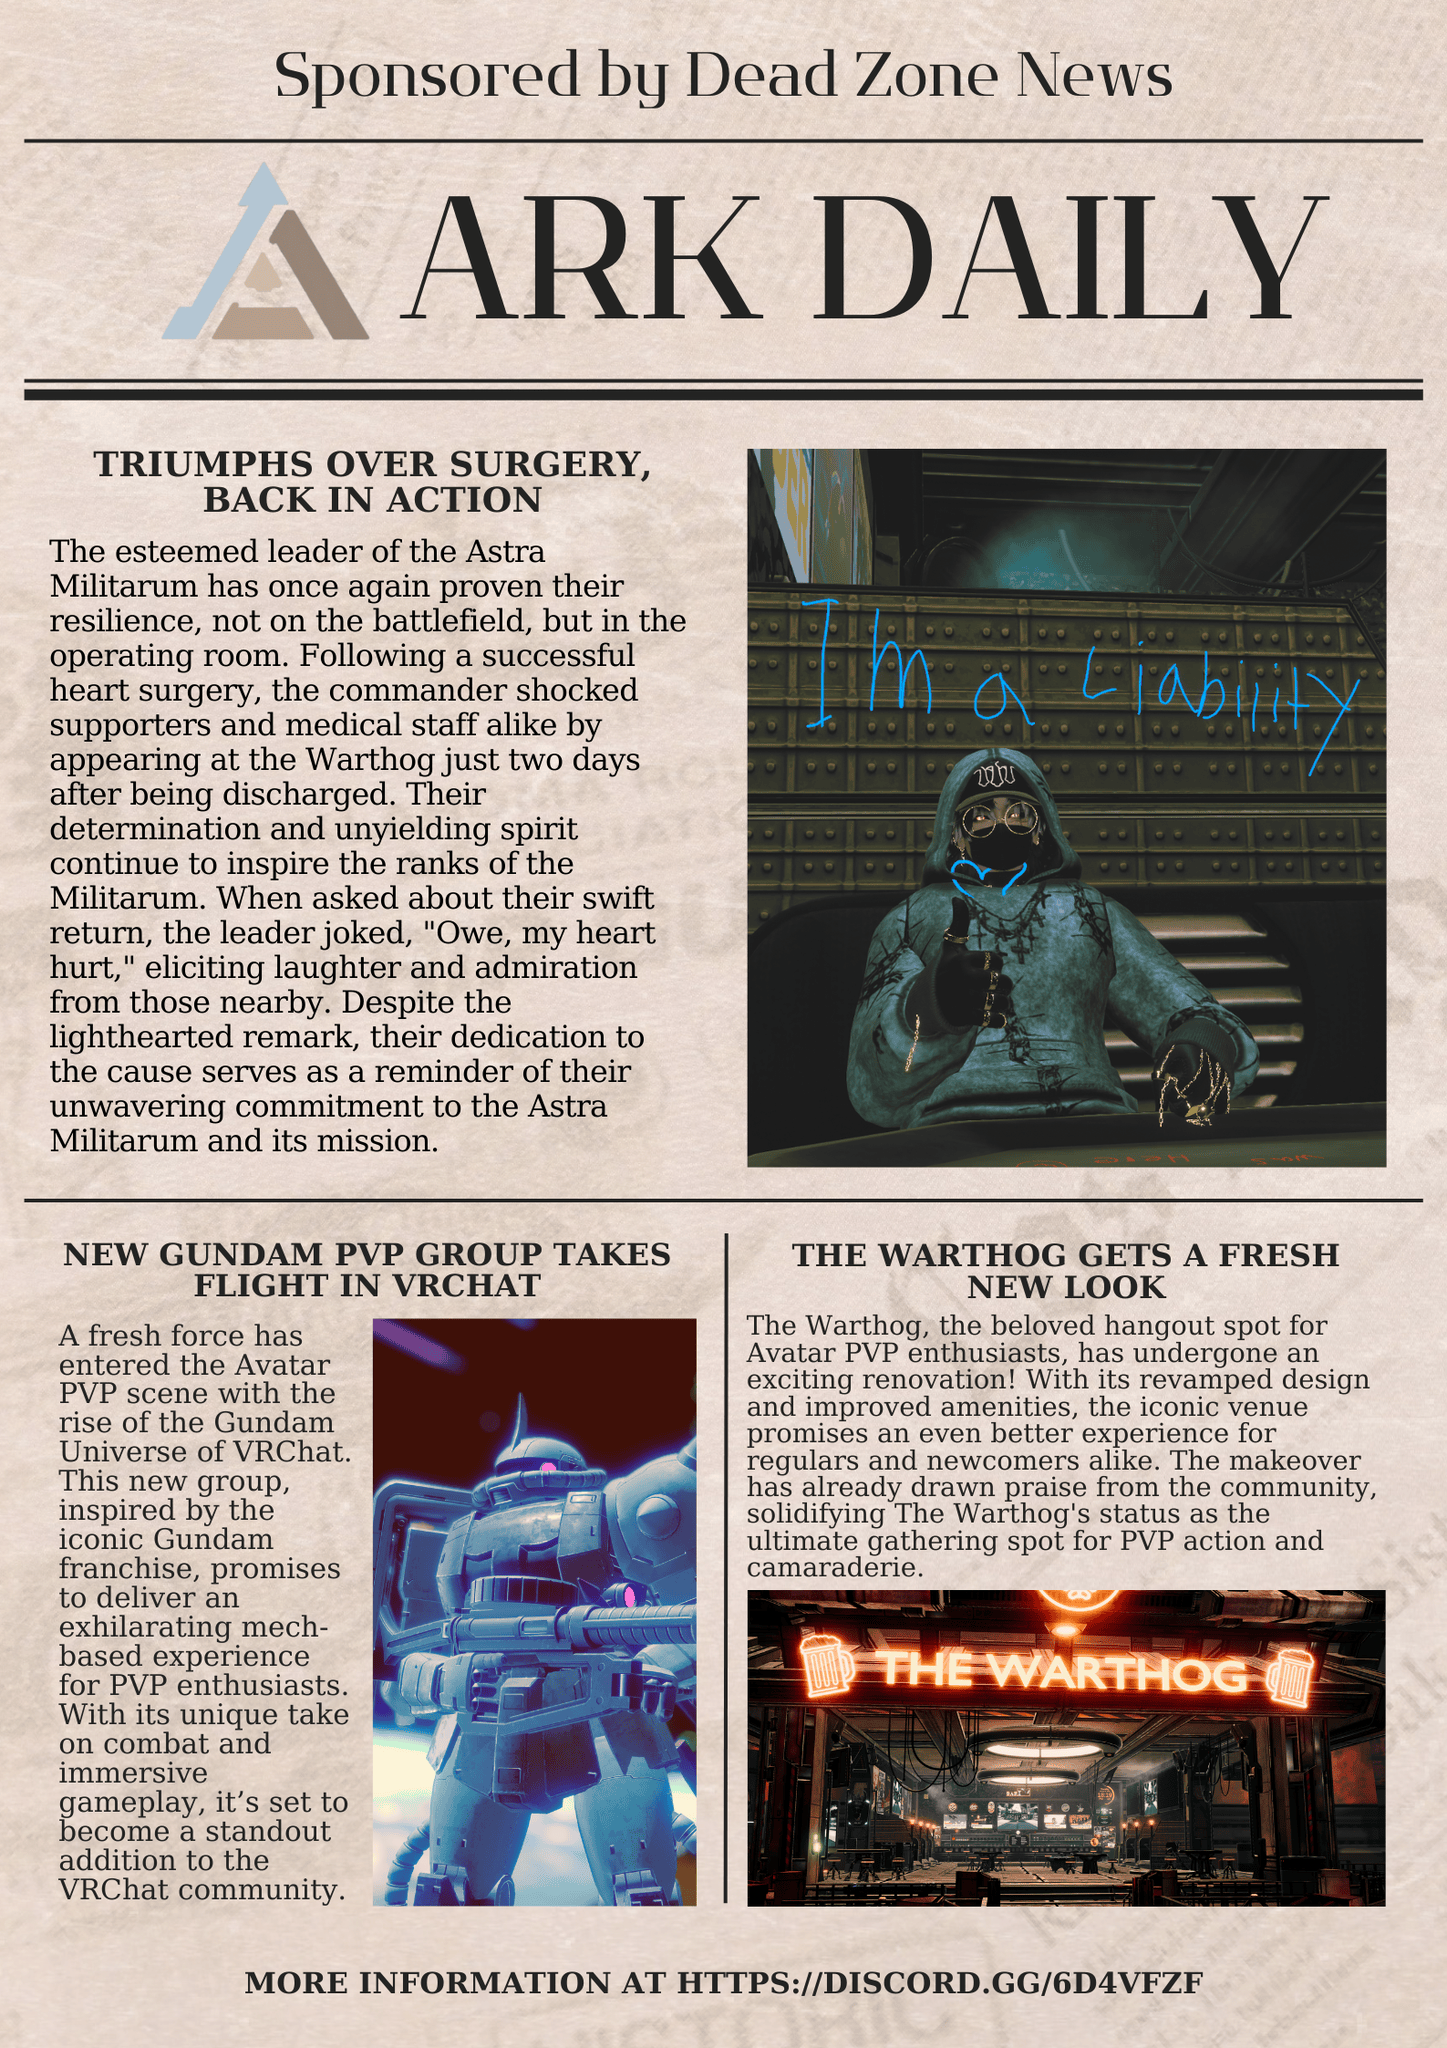 Sponsored by Dead Zone News
ARK DAILY
TRIUMPHS OVER SURGERY,
BACK IN ACTION
The esteemed leader of the Astra
Militarum has once again proven their
resilience, not on the battlefield, but in the
operating room. Following a successful
heart surgery, the commander shocked
supporters and medical staff alike by
appearing at the Warthog just two days
after being discharged. Their
determination and unyielding spirit
continue to inspire the ranks of the
Militarum. When asked about their swift
return, the leader joked, "Owe, my heart
hurt," eliciting laughter and admiration
from those nearby. Despite the
lighthearted remark, their dedication to
the cause serves as a reminder of their
unwavering commitment to the Astra
Militarum and its mission.
I'm a Liability
NEW GUNDAM PVP GROUP TAKES
FLIGHT IN VRCHAT
A fresh force has
entered the Avatar
PVP scene with the
rise of the Gundam
Universe of VRChat.
This new group,
inspired by the
iconic Gundam
franchise, promises
to deliver an
exhilarating mech-
based experience
for PVP enthusiasts.
With its unique take
on combat and
immersive
gameplay, it’s set to
become a standout
addition to the
VRChat community.
THE WARTHOG GETS A FRESH
NEW LOOK
The Warthog, the beloved hangout spot for
Avatar PVP enthusiasts, has undergone an
exciting renovation! With its revamped design
and improved amenities, the iconic venue
promises an even better experience for
regulars and newcomers alike. The makeover
has already drawn praise from the community,
solidifying The Warthog's status as the
ultimate gathering spot for PVP action and
camaraderie.
THE WARTHOG
MORE INFORMATION AT HTTPS://DISCORD.GG/6D4VFZF